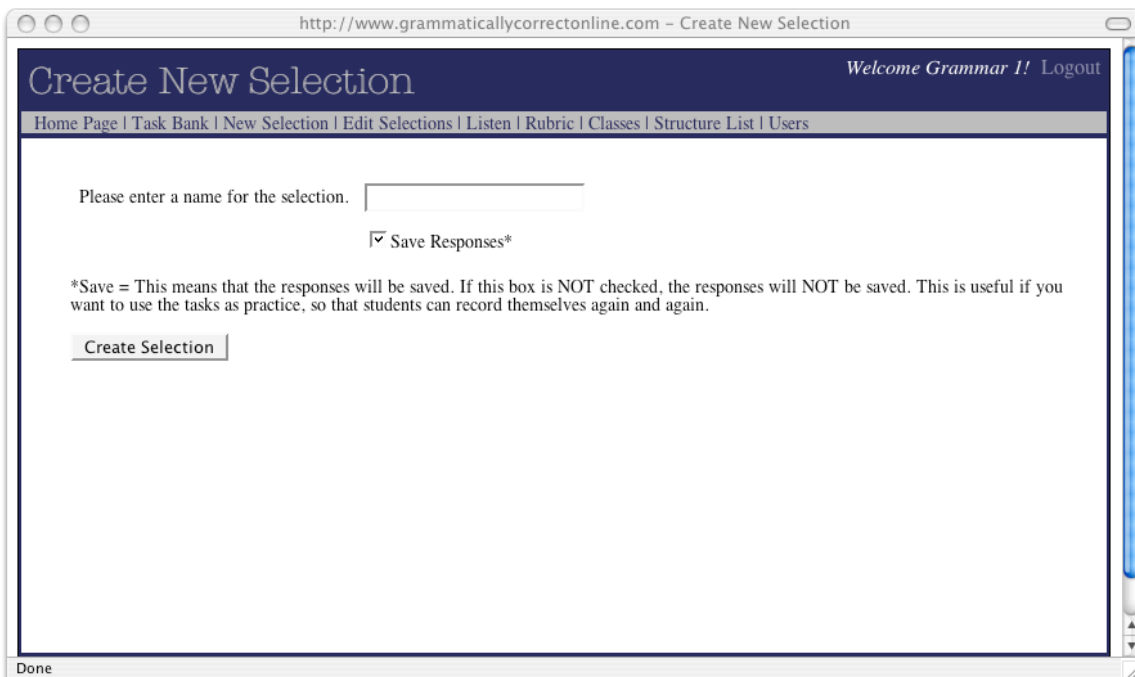 http://www.grammaticallycorrectonline.com – Create New Selection
Create New Selection
Welcome Grammar 1! Logout
Home Page | Task Bank | New Selection | Edit Selections | Listen | Rubric | Classes | Structure List | Users
Please enter a name for the selection.
Save Responses*
*Save = This means that the responses will be saved. If this box is NOT checked, the responses will NOT be saved. This is useful if you
want to use the tasks as practice, so that students can record themselves again and again.
Create Selection
Done